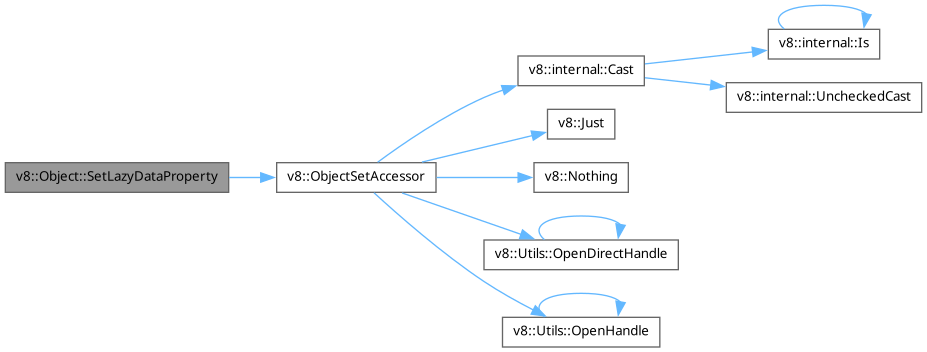 v8::Object::SetLazyDataProperty
v8::ObjectSetAccessor
v8::internal::Cast
v8::internal::Is
v8::internal::UncheckedCast
v8::Just
v8::Nothing
v8::Utils::OpenDirectHandle
v8::Utils::OpenHandle